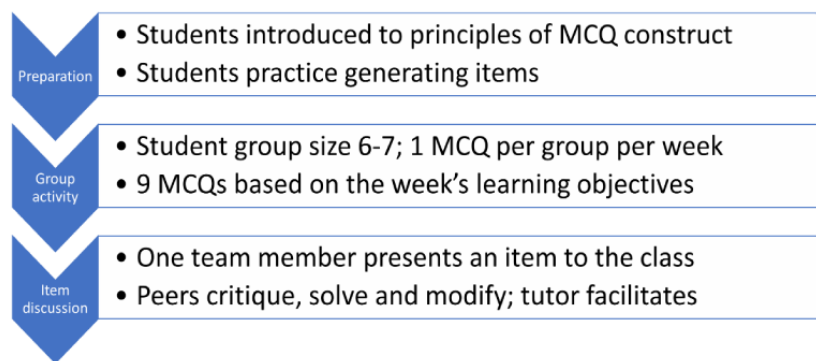 Preparation
• Students introduced to principles of MCQ construct
• Students practice generating items
Group
activity
• Student group size 6-7; 1 MCQ per group per week
• 9 MCQs based on the week's learning objectives
Item
discussion
• One team member presents an item to the class
• Peers critique, solve and modify; tutor facilitates